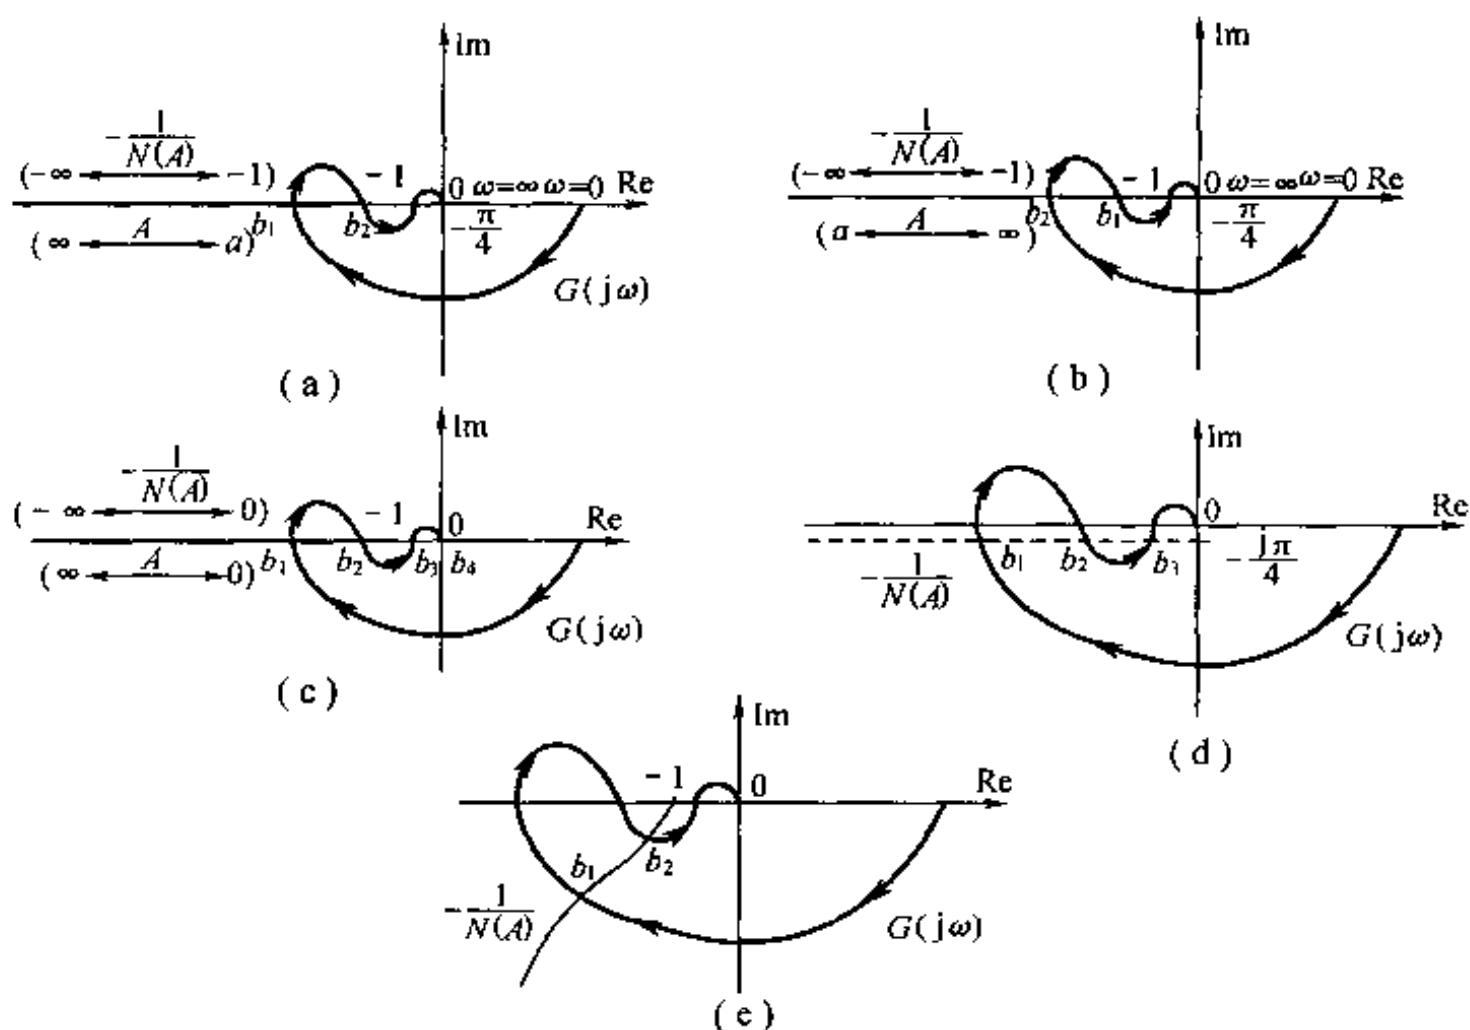 Im
-1/N(A)
(-∞ ⟷ -1) -1 0 ω=∞ ω=0 Re
b₁ b₂ -π/4
(∞ A a)
G(jω)
(a)
Im
-1/N(A)
(-∞ ⟷ -1) -1 0 ω=∞ ω=0 Re
b₂ b₁ -π/4
(a A ∞)
G(jω)
(b)
Im
-1/N(A)
(-∞ ⟷ 0) -1 0 Re
(∞ A 0) b₁ b₂ b₃ b₄
G(jω)
(c)
Im
0 Re
b₁ b₂ b₃ -jπ/4
-1/N(A)
G(jω)
(d)
Im
-1 0 Re
b₁ b₂
-1/N(A)
G(jω)
(e)